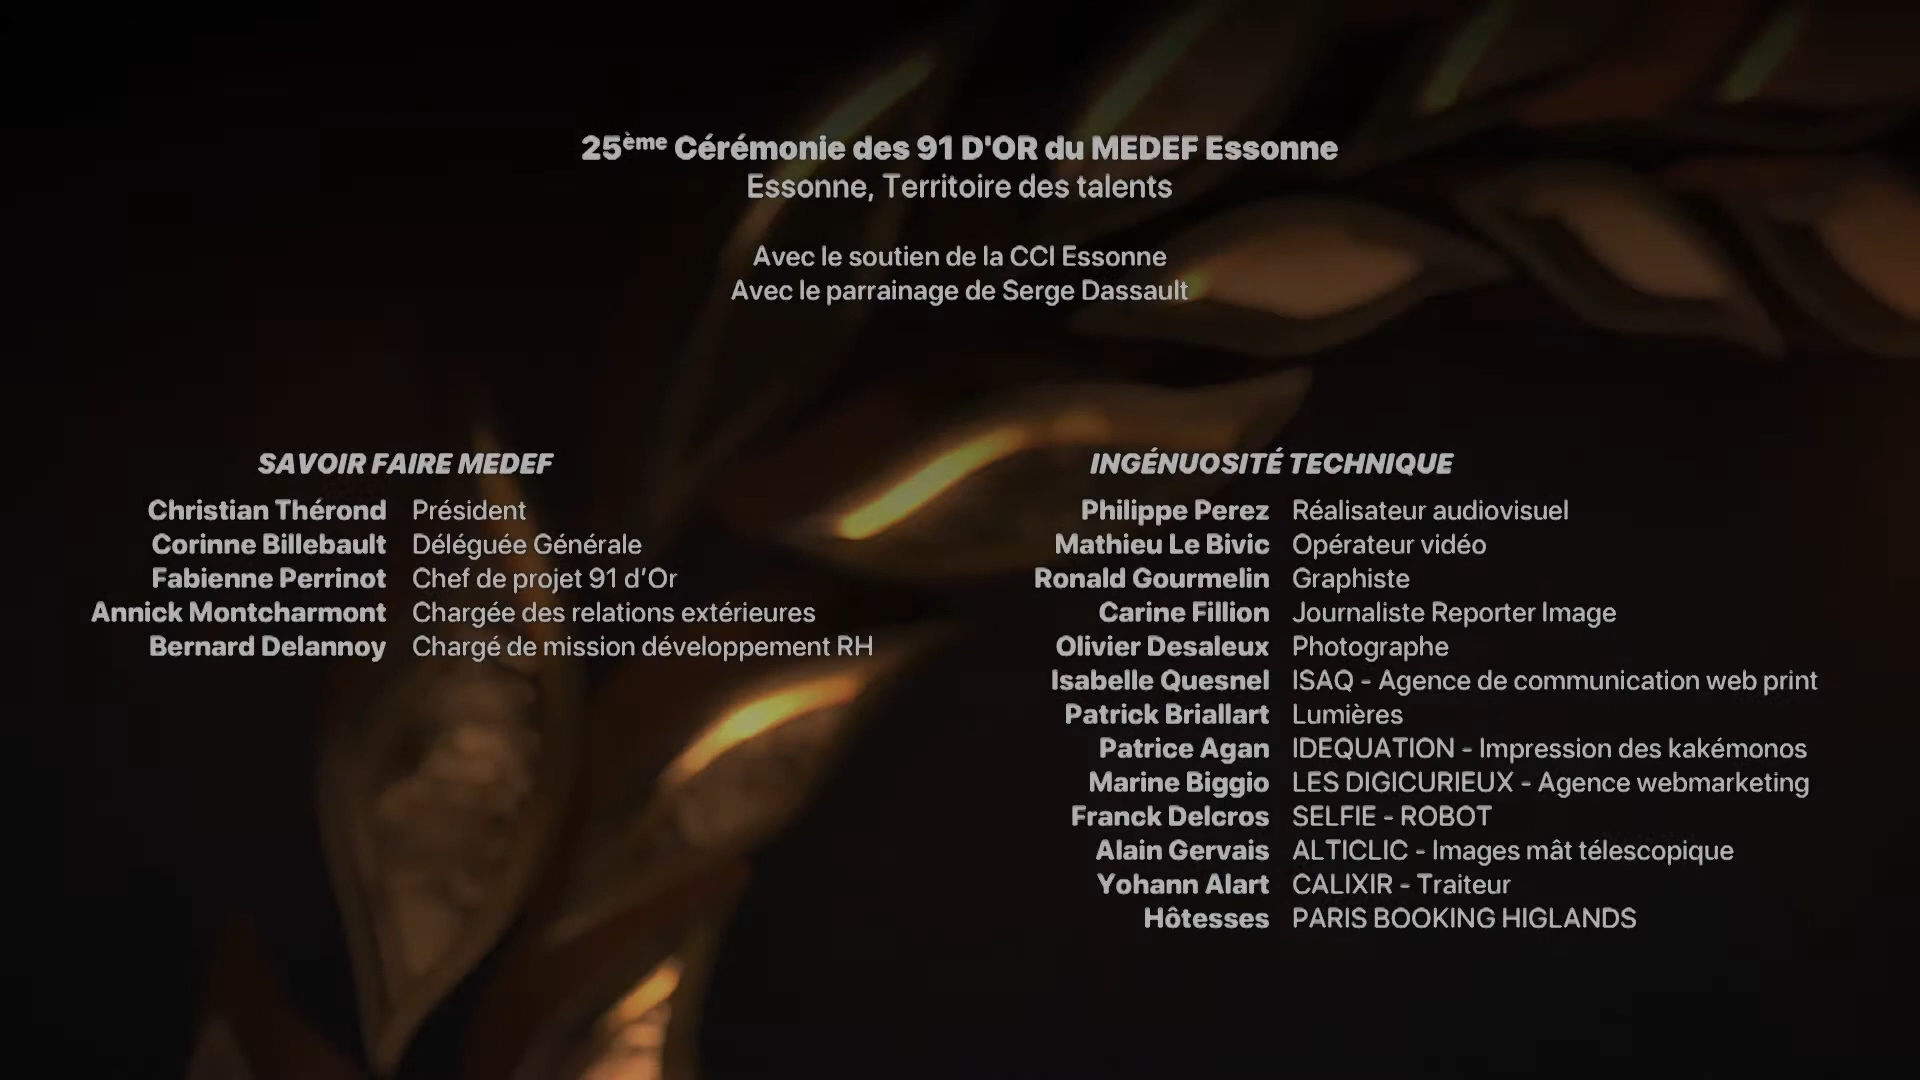 25ème Cérémonie des 91 D'OR du MEDEF Essonne
Essonne, Territoire des talents
Avec le soutien de la CCI Essonne
Avec le parrainage de Serge Dassault
SAVOIR FAIRE MEDEF
Christian Thérond Président
Corinne Billebault Déléguée Générale
Fabienne Perrinot Chef de projet 91 d’Or
Annick Montcharmont Chargée des relations extérieures
Bernard Delannoy Chargé de mission développement RH
INGÉNUOSITÉ TECHNIQUE
Philippe Perez Réalisateur audiovisuel
Mathieu Le Bivic Opérateur vidéo
Ronald Gourmelin Graphiste
Carine Fillion Journaliste Reporter Image
Olivier Desaleux Photographe
Isabelle Quesnel ISAQ - Agence de communication web print
Patrick Briallart Lumières
Patrice Agan IDEQUATION - Impression des kakémonos
Marine Biggio LES DIGICURIEUX - Agence webmarketing
Franck Delcros SELFIE - ROBOT
Alain Gervais ALTICLIC - Images mât télescopique
Yohann Alart CALIXIR - Traiteur
Hôtesses PARIS BOOKING HIGLANDS